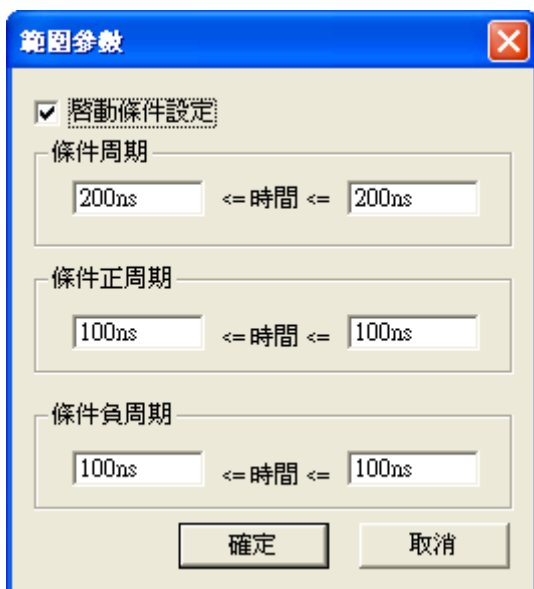 範圍參數
啓動條件設定
條件周期
200ns <= 時間 <= 200ns
條件正周期
100ns <= 時間 <= 100ns
條件負周期
100ns <= 時間 <= 100ns
確定 取消